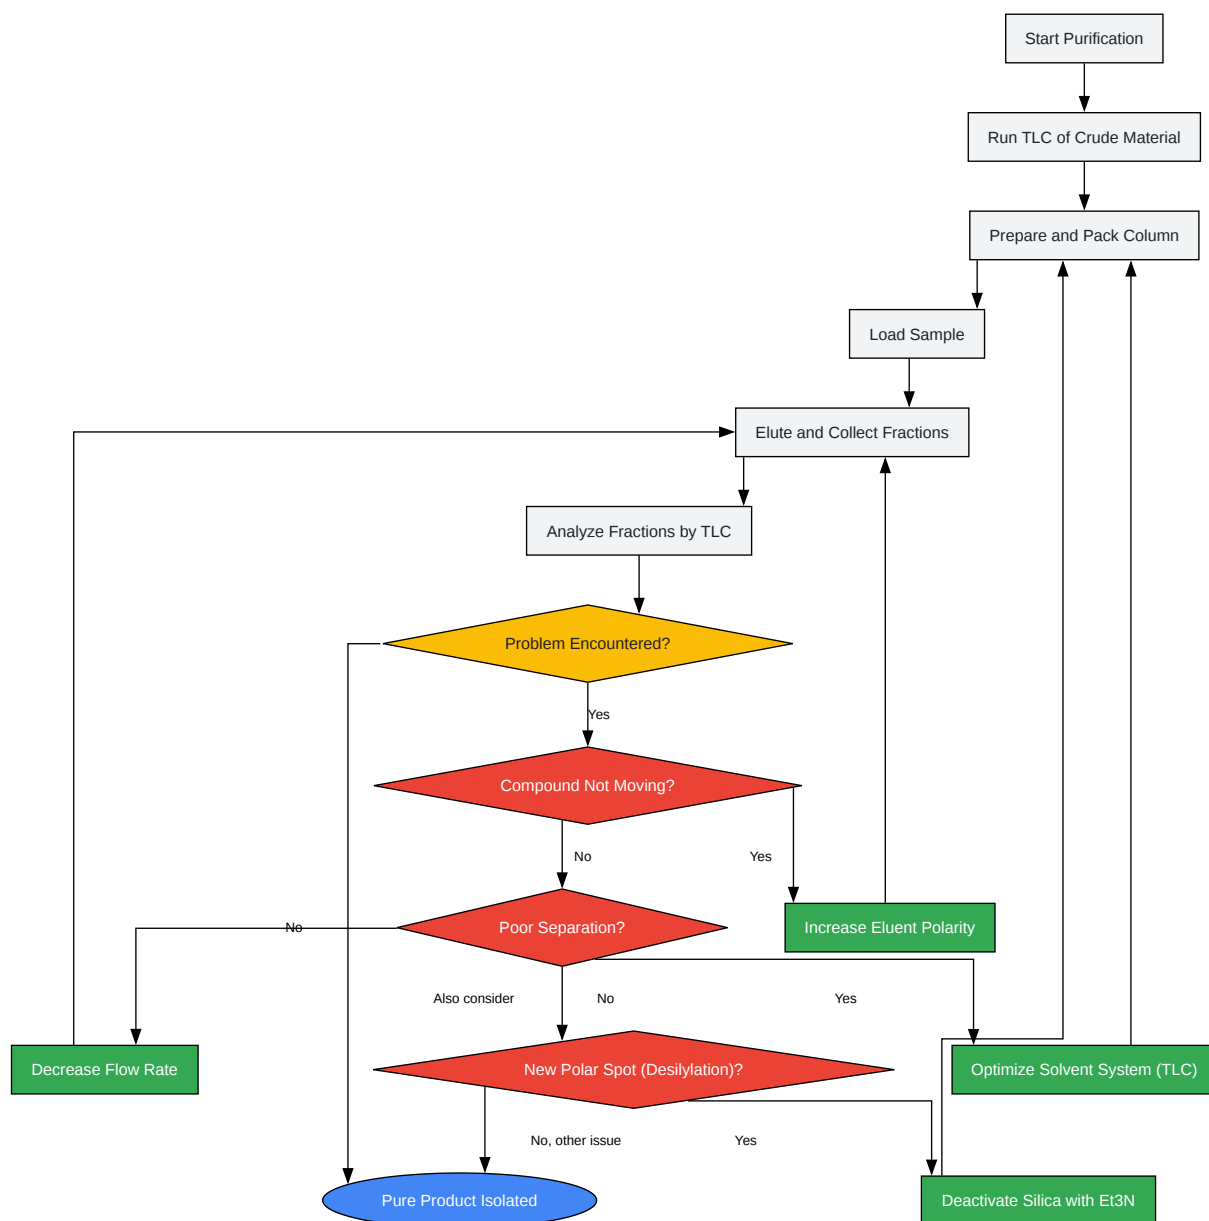 Start Purification
Run TLC of Crude Material
Prepare and Pack Column
Load Sample
Elute and Collect Fractions
Analyze Fractions by TLC
Problem Encountered?
Yes
Compound Not Moving?
No
Yes
No
Poor Separation?
Increase Eluent Polarity
Also consider
No
Yes
Decrease Flow Rate
New Polar Spot (Desilylation)?
Optimize Solvent System (TLC)
No, other issue
Yes
Pure Product Isolated
Deactivate Silica with Et3N